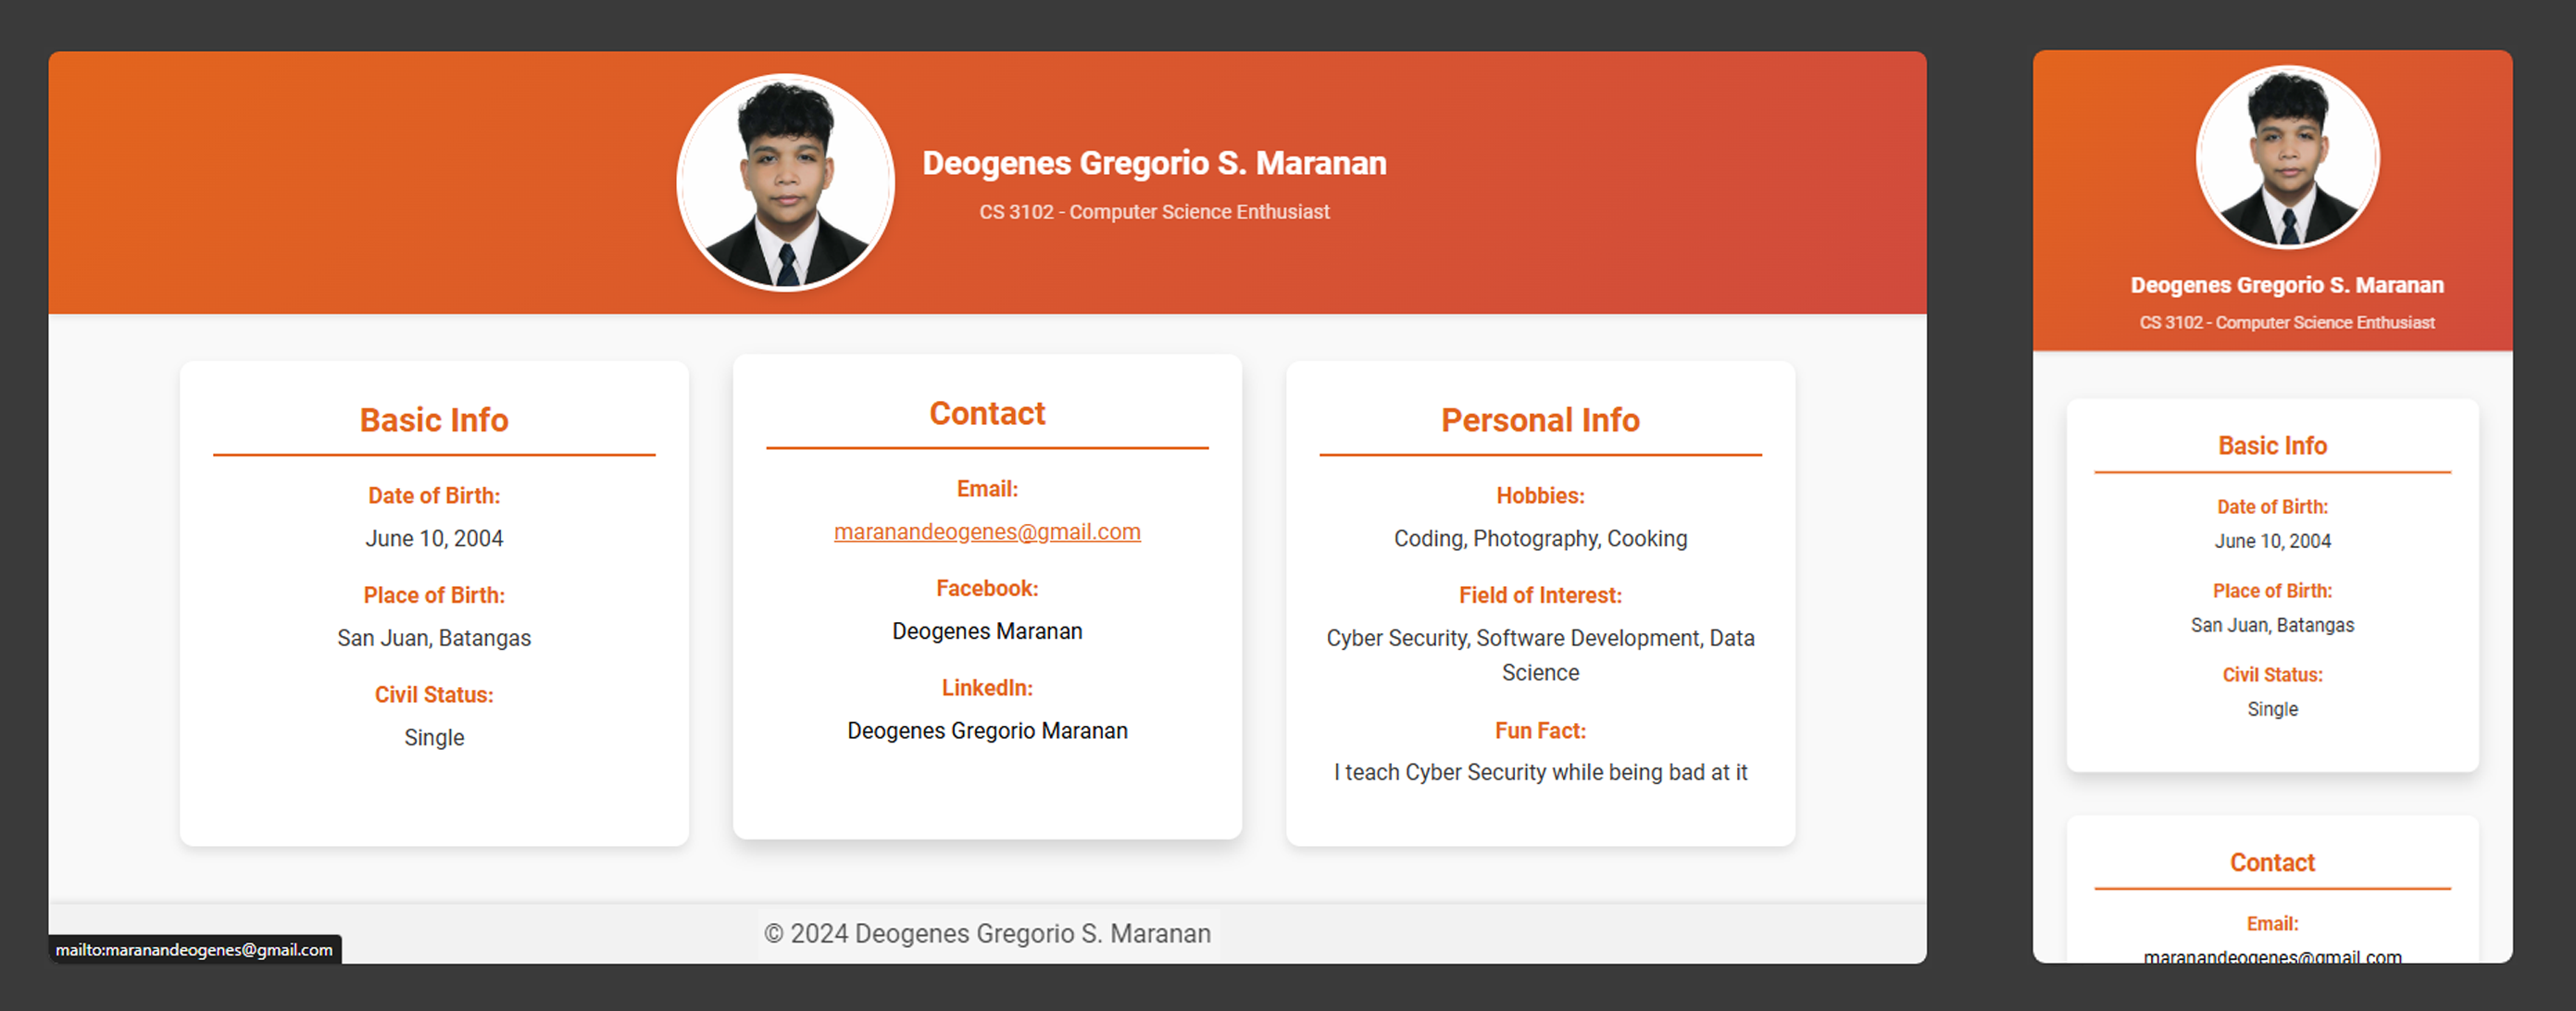 Deogenes Gregorio S. Maranan
CS 3102 - Computer Science Enthusiast
Basic Info
Date of Birth:
June 10, 2004
Place of Birth:
San Juan, Batangas
Civil Status:
Single
Contact
Email:
maranandeogenes@gmail.com
Facebook:
Deogenes Maranan
LinkedIn:
Deogenes Gregorio Maranan
Personal Info
Hobbies:
Coding, Photography, Cooking
Field of Interest:
Cyber Security, Software Development, Data
Science
Fun Fact:
I teach Cyber Security while being bad at it
© 2024 Deogenes Gregorio S. Maranan
mailto:maranandeogenes@gmail.com
Deogenes Gregorio S. Maranan
CS 3102 - Computer Science Enthusiast
Basic Info
Date of Birth:
June 10, 2004
Place of Birth:
San Juan, Batangas
Civil Status:
Single
Contact
Email:
maranandeogenes@gmail.com